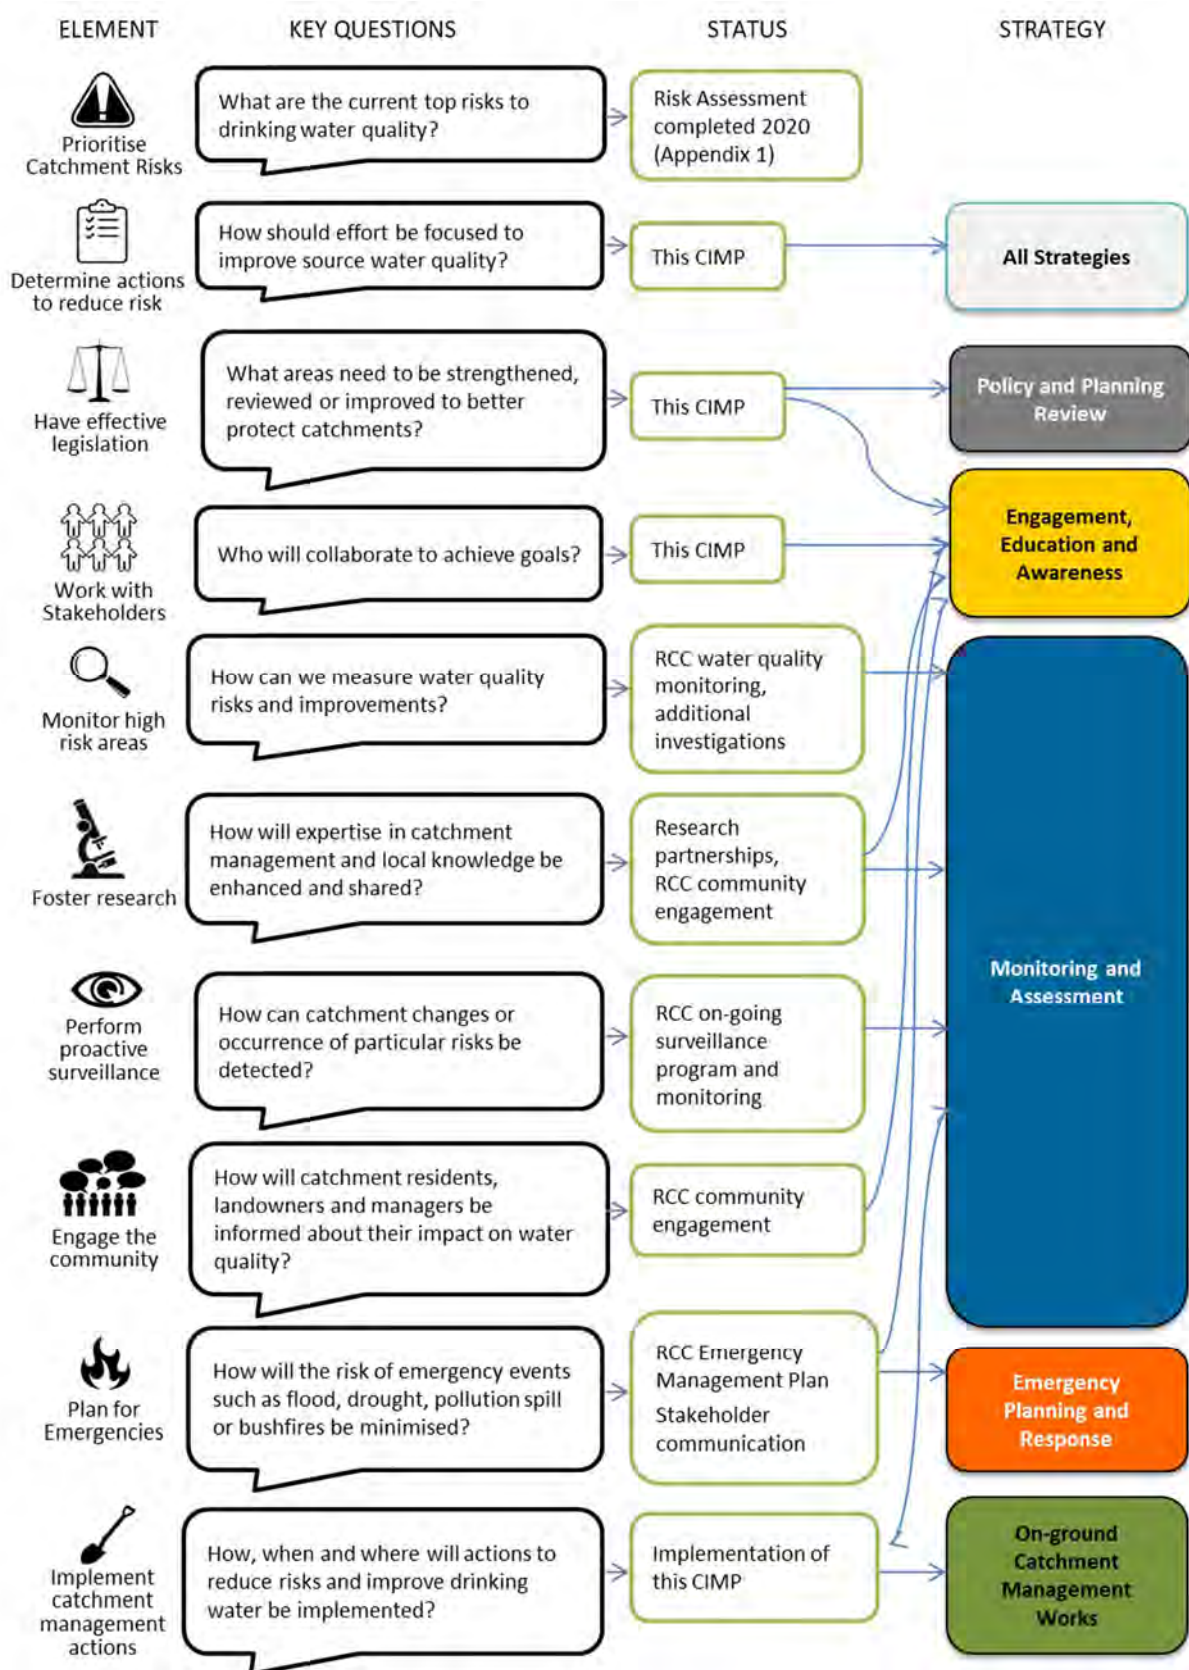 ELEMENT KEY QUESTIONS STATUS STRATEGY
Prioritise
Catchment Risks
What are the current top risks to
drinking water quality?
Risk Assessment
completed 2020
(Appendix 1)
Determine actions
to reduce risk
How should effort be focused to
improve source water quality?
This CIMP
All Strategies
Have effective
legislation
What areas need to be strengthened,
reviewed or improved to better
protect catchments?
This CIMP
Policy and Planning
Review
Work with
Stakeholders
Who will collaborate to achieve goals?
This CIMP
Engagement,
Education and
Awareness
Monitor high
risk areas
How can we measure water quality
risks and improvements?
RCC water quality
monitoring,
additional
investigations
Foster research
How will expertise in catchment
management and local knowledge be
enhanced and shared?
Research
partnerships,
RCC community
engagement
Monitoring and
Assessment
Perform
proactive
surveillance
How can catchment changes or
occurrence of particular risks be
detected?
RCC on-going
surveillance
program and
monitoring
Engage the
community
How will catchment residents,
landowners and managers be
informed about their impact on water
quality?
RCC community
engagement
Plan for
Emergencies
How will the risk of emergency events
such as flood, drought, pollution spill
or bushfires be minimised?
RCC Emergency
Management Plan
Stakeholder
communication
Emergency
Planning and
Response
Implement
catchment
management
actions
How, when and where will actions to
reduce risks and improve drinking
water be implemented?
Implementation of
this CIMP
On-ground
Catchment
Management
Works